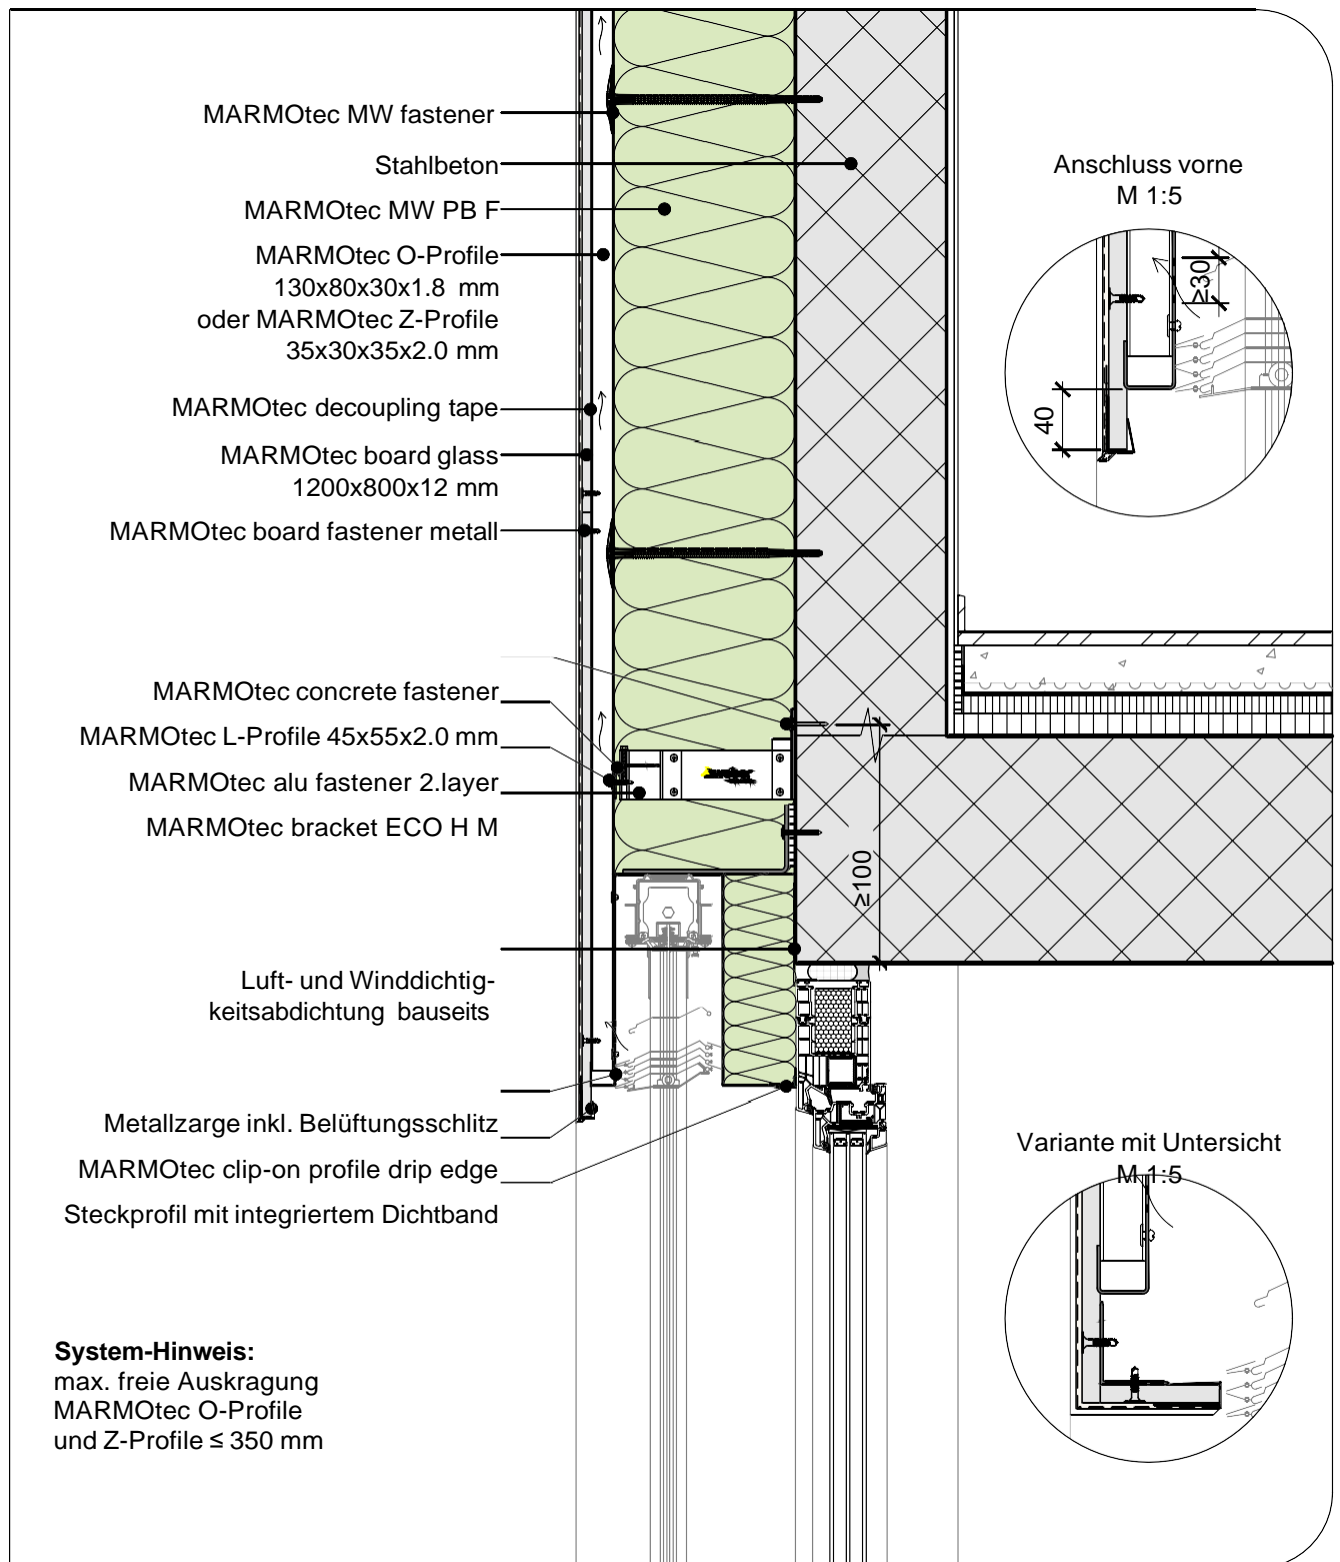 MARMOtec MW fastener
Stahlbeton
MARMOtec MW PB F
MARMOtec O-Profile
130x80x30x1.8 mm
oder MARMOtec Z-Profile
35x30x35x2.0 mm
MARMOtec decoupling tape
MARMOtec board glass
1200x800x12 mm
MARMOtec board fastener metall
MARMOtec concrete fastener
MARMOtec L-Profile 45x55x2.0 mm
MARMOtec alu fastener 2.layer
MARMOtec bracket ECO H M
Luft- und Winddichtig-
keitsabdichtung bauseits
Metallzarge inkl. Belüftungsschlitz
MARMOtec clip-on profile drip edge
Steckprofil mit integriertem Dichtband
System-Hinweis:
max. freie Auskragung
MARMOtec O-Profile
und Z-Profile ≤ 350 mm
weber
≥100
Anschluss vorne
M 1:5
≥30
40
Variante mit Untersicht
M 1:5